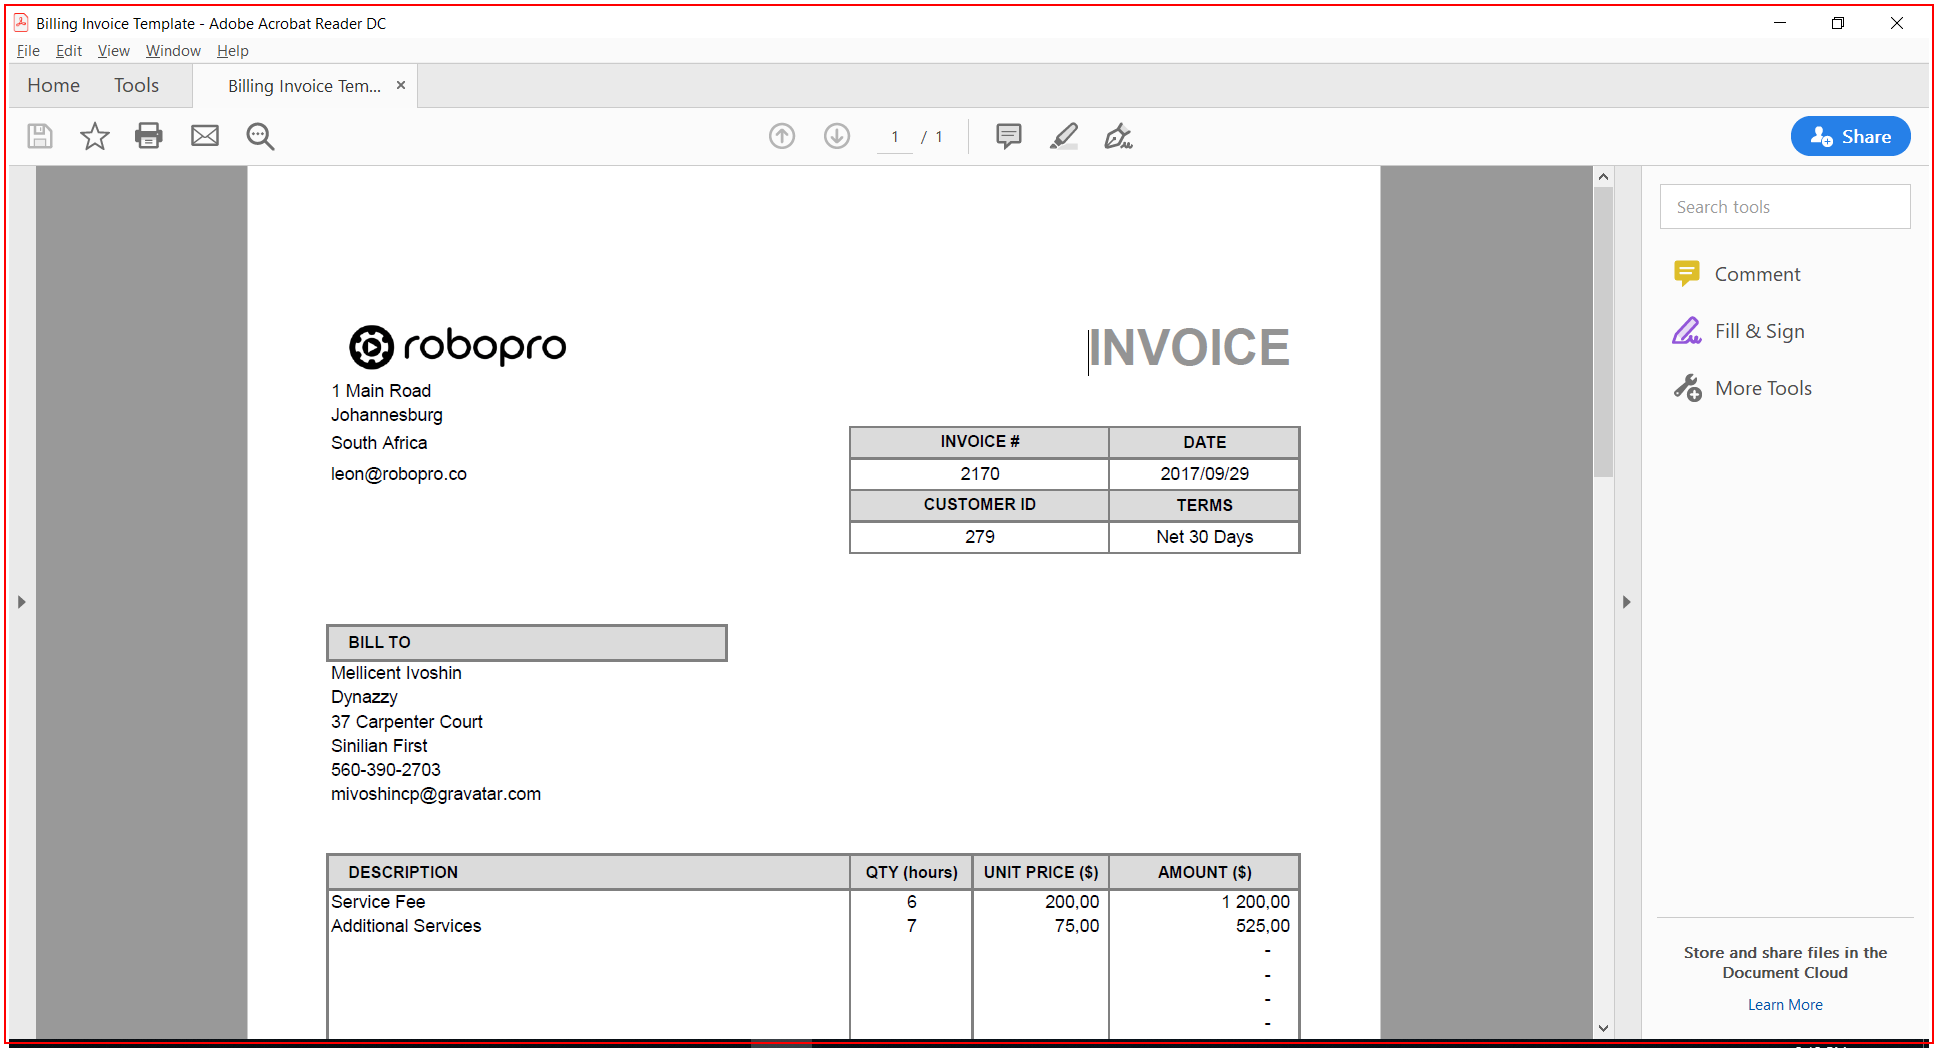 Billing Invoice Template - Adobe Acrobat Reader DC
File Edit View Window Help
Home Tools Billing Invoice Tem... ×
1 / 1
Share
Search tools
Comment
Fill & Sign
More Tools
robopro INVOICE
1 Main Road
Johannesburg
South Africa
leon@robopro.co
INVOICE # DATE
2170 2017/09/29
CUSTOMER ID TERMS
279 Net 30 Days
BILL TO
Mellicent Ivoshin
Dynazzy
37 Carpenter Court
Sinilian First
560-390-2703
mivoshincp@gravatar.com
DESCRIPTION QTY (hours) UNIT PRICE ($) AMOUNT ($)
Service Fee 6 200,00 1 200,00
Additional Services 7 75,00 525,00
-
-
-
-
Store and share files in the
Document Cloud
Learn More